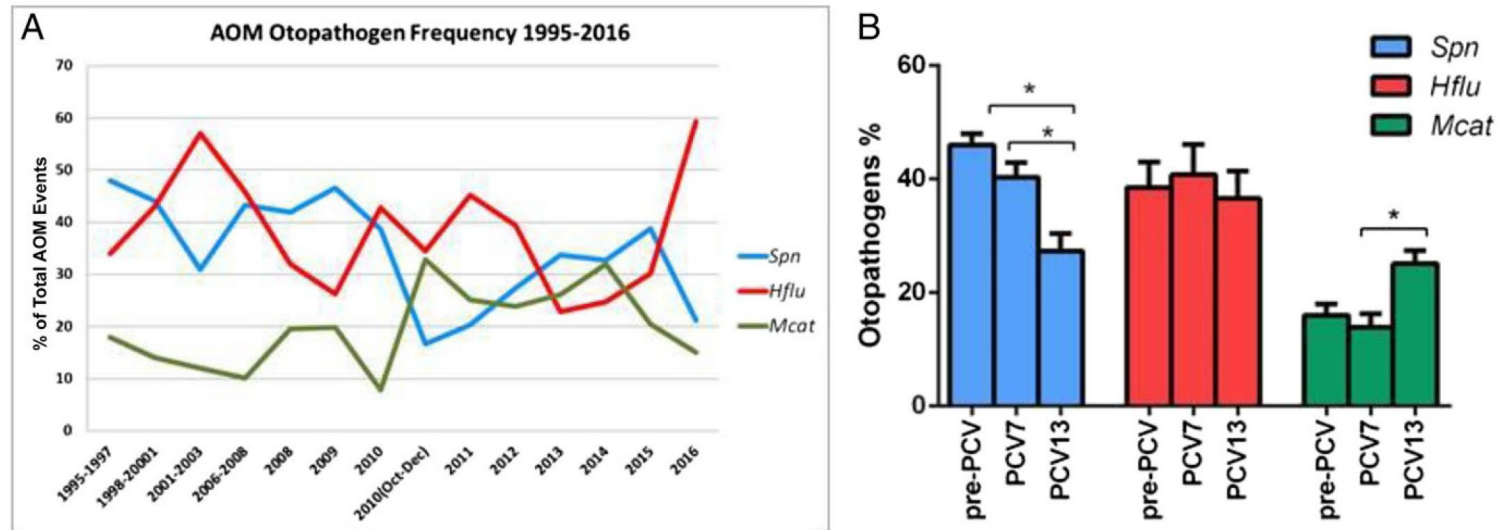 A
AOM Otopathogen Frequency 1995-2016
% of Total AOM Events
70
60
50
40
30
20
10
0
1995-1997
1998-20001
2001-2003
2006-2008
2008
2009
2010
2010(Oct-Dec)
2011
2012
2013
2014
2015
2016
Spn
Hflu
Mcat
B
Otopathogens %
60
40
20
0
*
*
*
Spn
Hflu
Mcat
pre-PCV
PCV7
PCV13
pre-PCV
PCV7
PCV13
pre-PCV
PCV7
PCV13